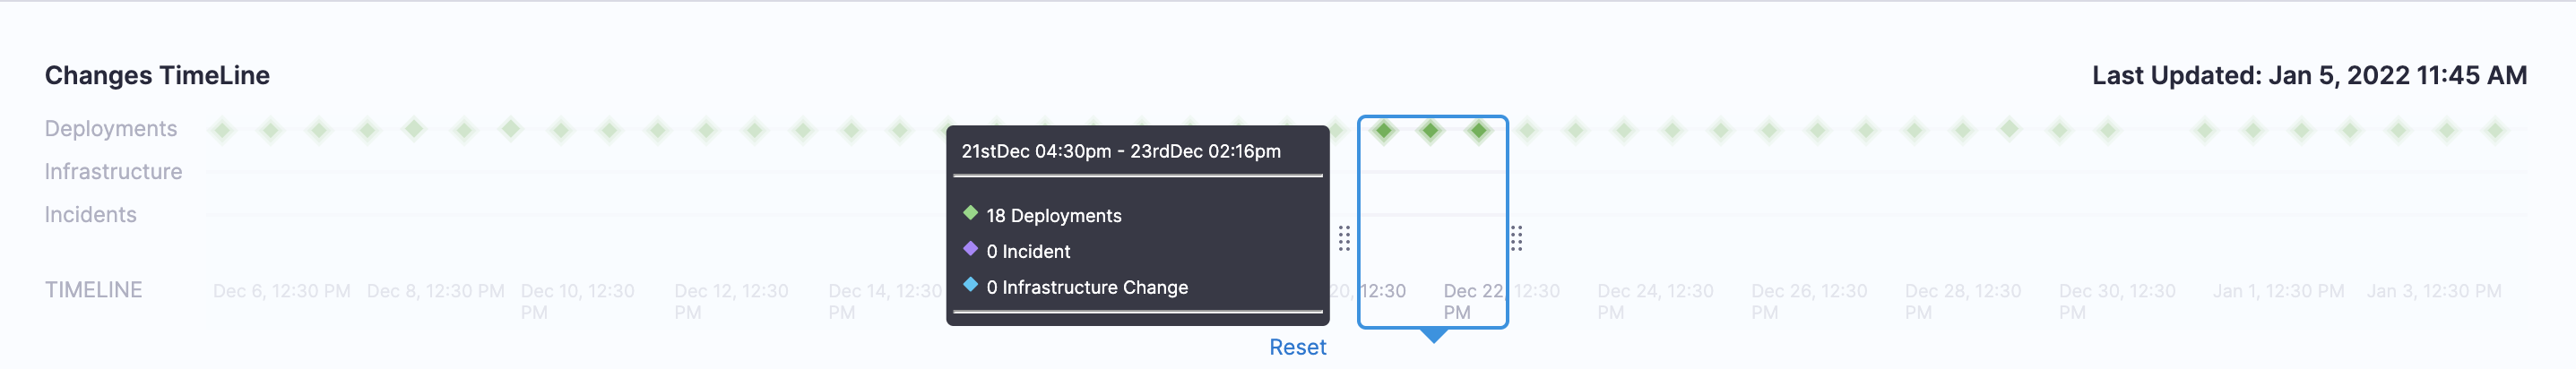 Changes TimeLine
Last Updated: Jan 5, 2022 11:45 AM
Deployments
Infrastructure
Incidents
21stDec 04:30pm - 23rdDec 02:16pm
18 Deployments
0 Incident
0 Infrastructure Change
TIMELINE
Dec 6, 12:30 PM
Dec 8, 12:30 PM
Dec 10, 12:30
PM
Dec 12, 12:30
PM
Dec 14, 12:30
PM
20, 12:30
Dec 22, 12:30
PM
Dec 24, 12:30
PM
Dec 26, 12:30
PM
Dec 28, 12:30
PM
Dec 30, 12:30
PM
Jan 1, 12:30 PM
Jan 3, 12:30 PM
Reset